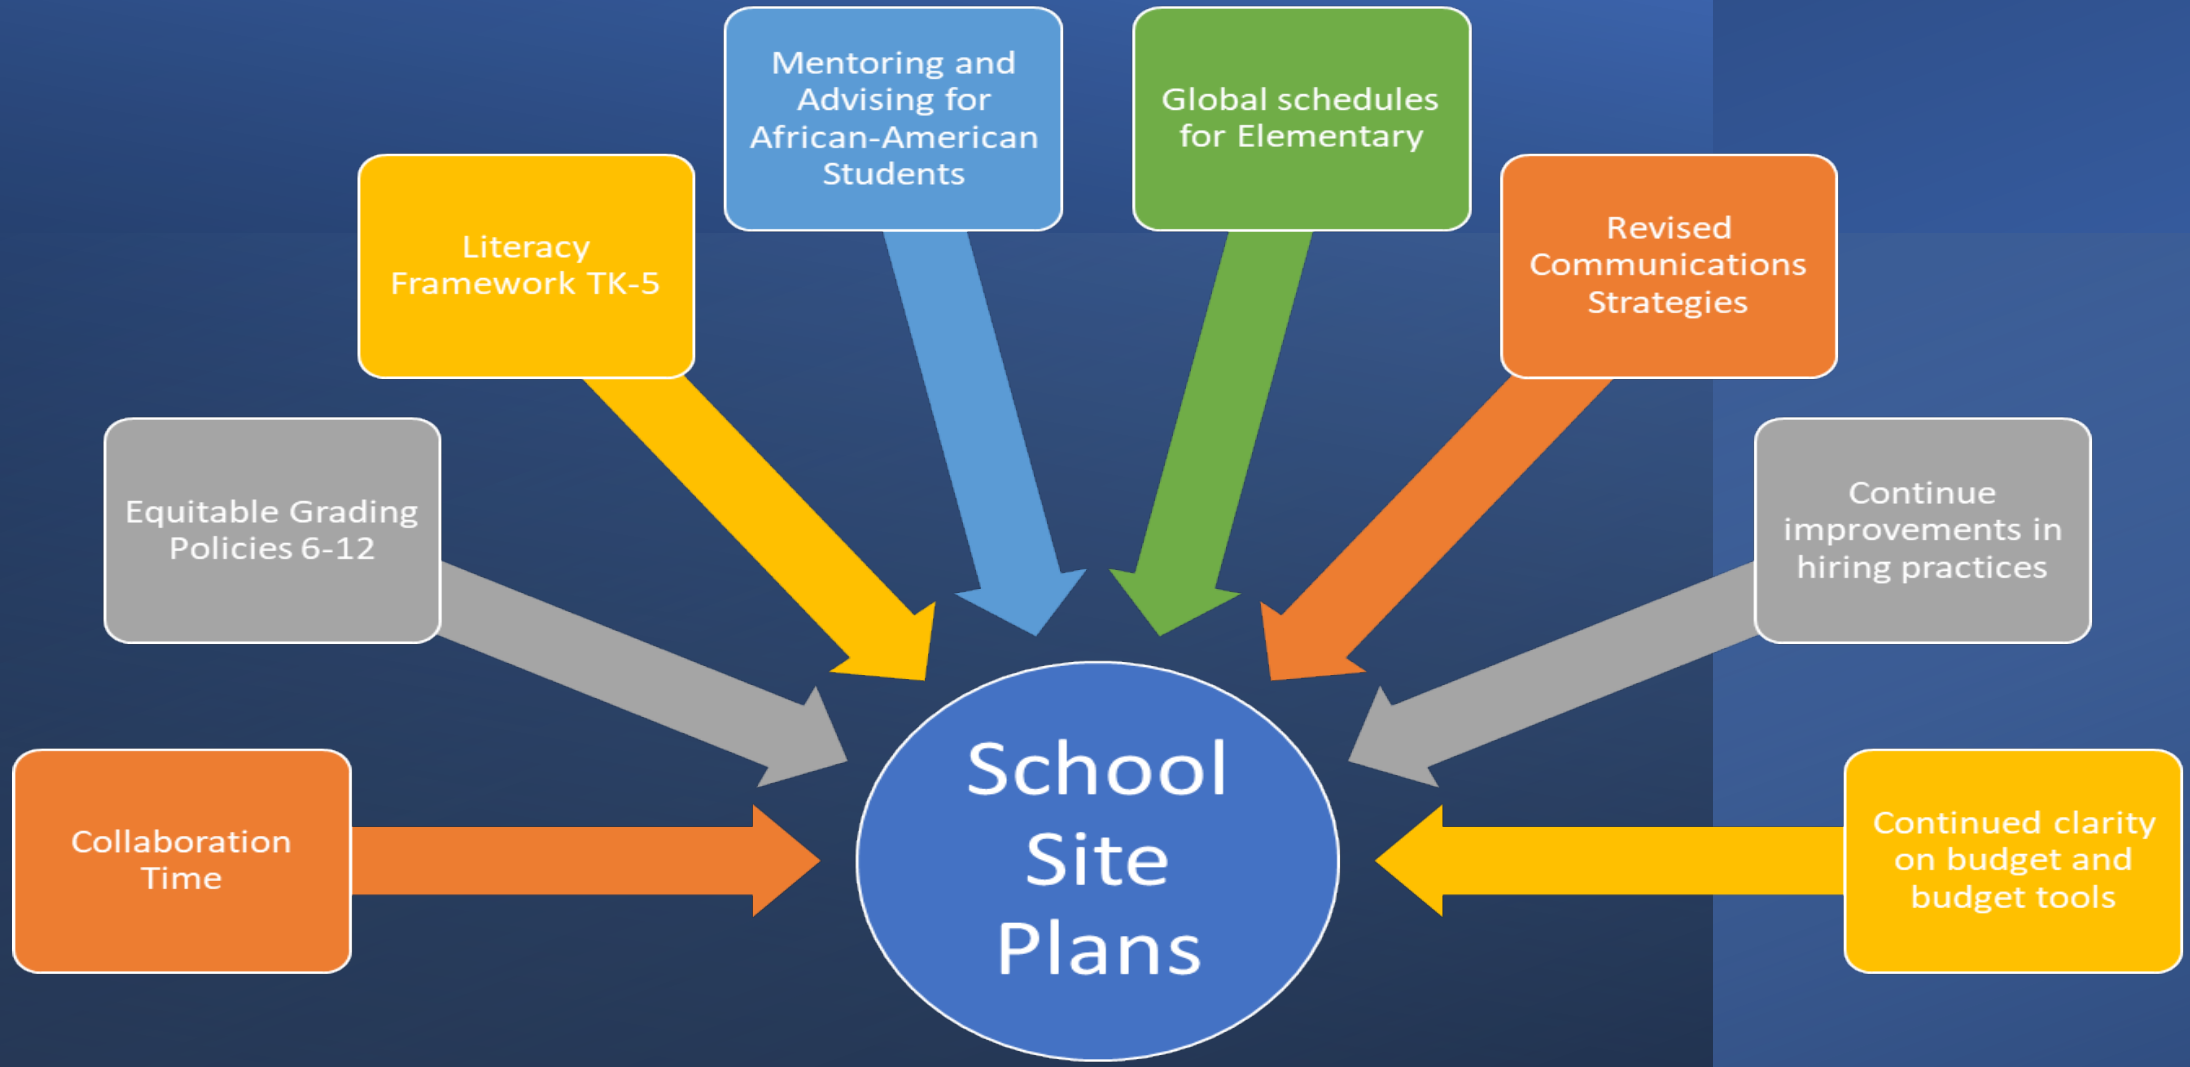 Mentoring and
Advising for
African-American
Students
Global schedules
for Elementary
Literacy
Framework TK-5
Revised
Communications
Strategies
Equitable Grading
Policies 6-12
Continue
improvements in
hiring practices
Collaboration
Time
School
Site
Plans
Continued clarity
on budget and
budget tools